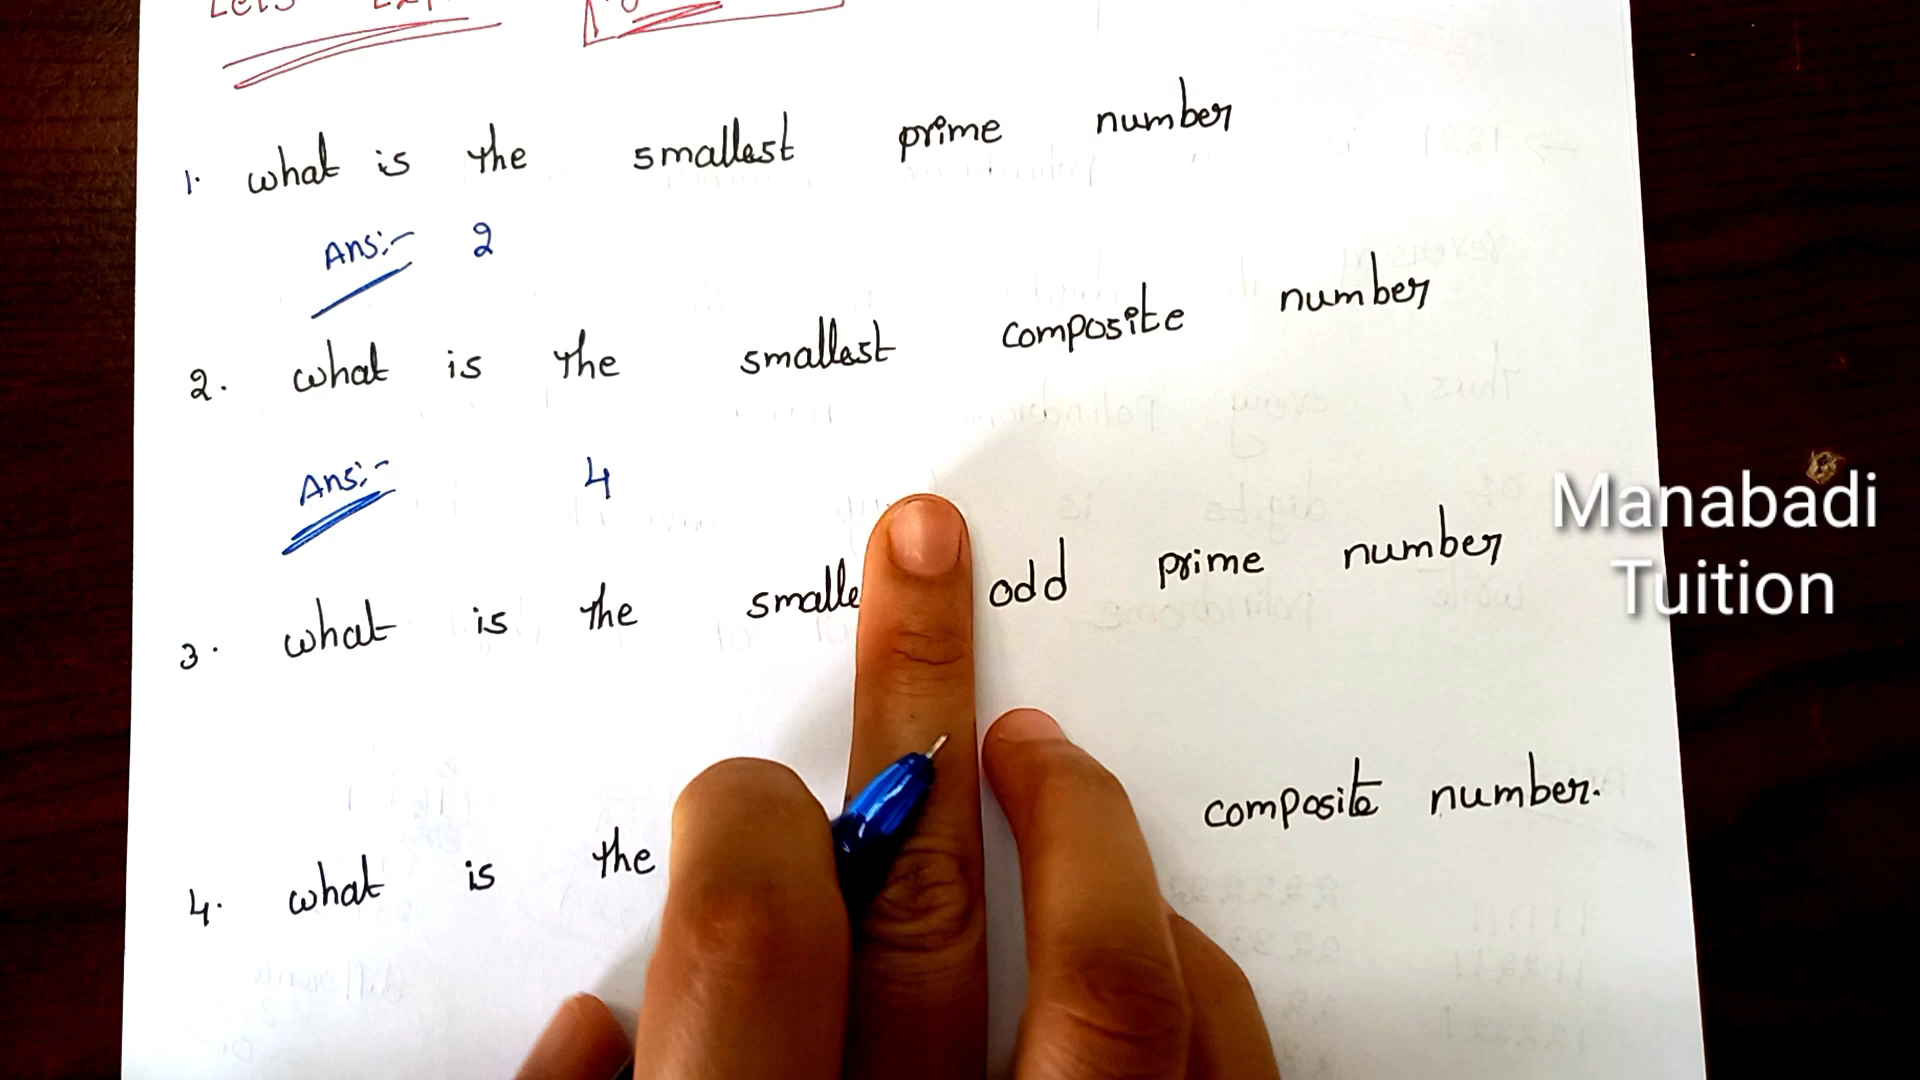 1. what is the smallest prime number
Ans:- 2
2. what is the smallest composite number
Ans:- 4
3. what is the smalle odd prime number
4. what is the composite number.
Manabadi
Tuition